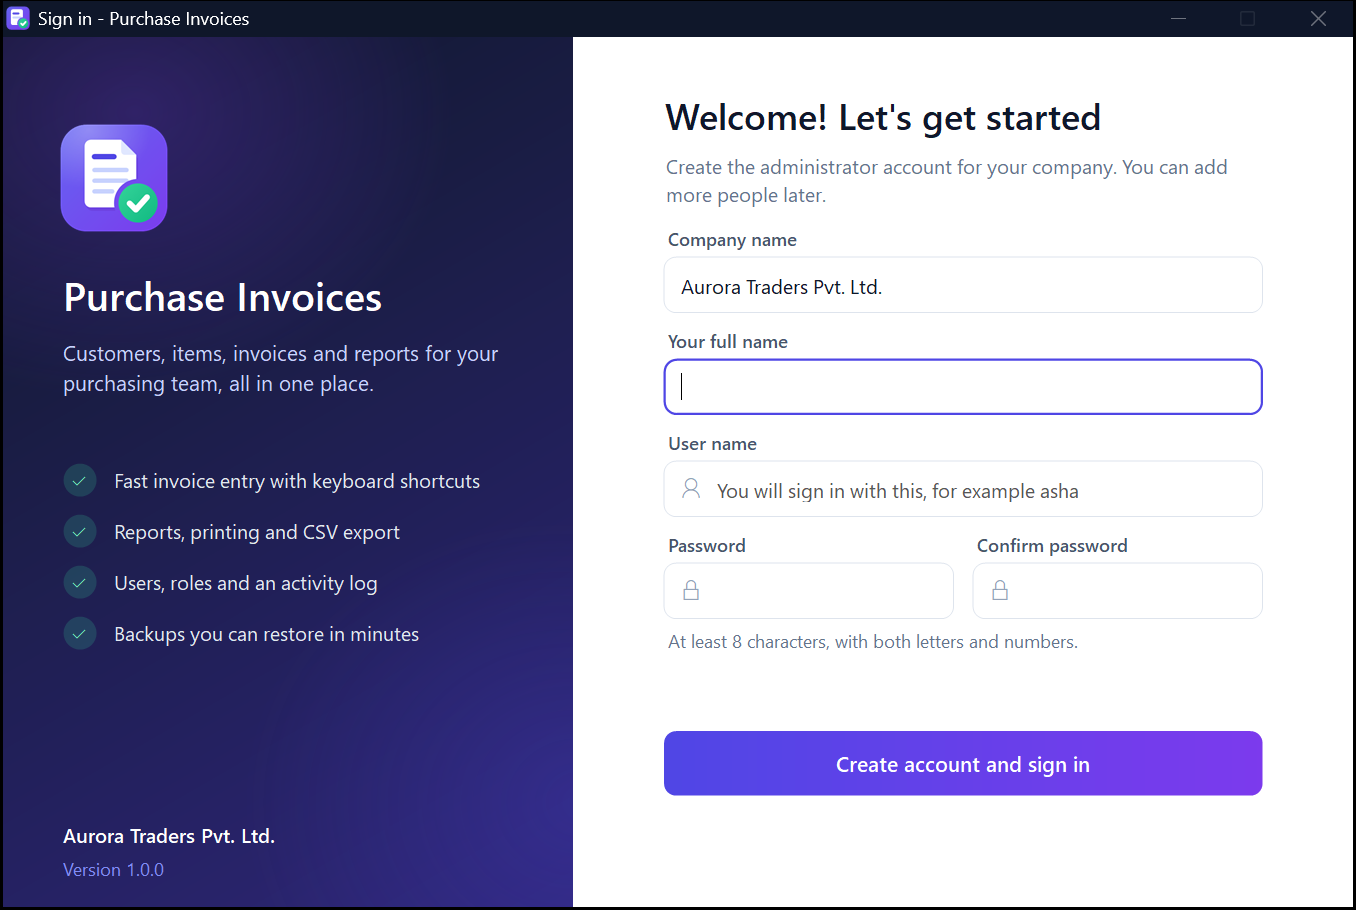 Sign in - Purchase Invoices
Purchase Invoices
Customers, items, invoices and reports for your
purchasing team, all in one place.
Fast invoice entry with keyboard shortcuts
Reports, printing and CSV export
Users, roles and an activity log
Backups you can restore in minutes
Aurora Traders Pvt. Ltd.
Version 1.0.0
Welcome! Let's get started
Create the administrator account for your company. You can add
more people later.
Company name
Aurora Traders Pvt. Ltd.
Your full name
User name
You will sign in with this, for example asha
Password
Confirm password
At least 8 characters, with both letters and numbers.
Create account and sign in